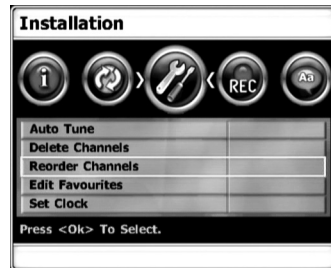 Installation
i
REC
Aa
Auto Tune
Delete Channels
Reorder Channels
Edit Favourites
Set Clock
Press <Ok> To Select.